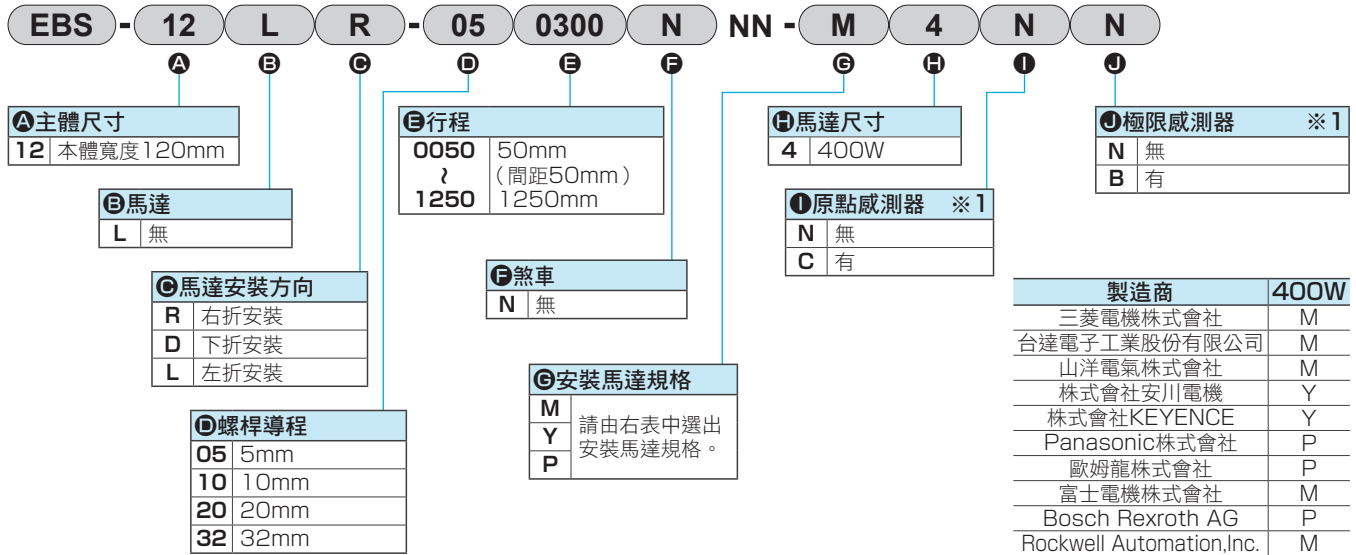 EBS - 12 L R - 05 0300 N NN - M 4 N N
A B C D E F G H I J
A主體尺寸
12 本體寬度120mm
B馬達
L 無
C馬達安裝方向
R 右折安裝
D 下折安裝
L 左折安裝
D螺桿導程
05 5mm
10 10mm
20 20mm
32 32mm
E行程
0050 50mm
~ (間距50mm)
1250 1250mm
F煞車
N 無
G安裝馬達規格
M
Y
P
請由右表中選出
安裝馬達規格。
H馬達尺寸
4 400W
I原點感測器 ※1
N 無
C 有
J極限感測器 ※1
N 無
B 有
製造商 400W
三菱電機株式會社 M
台達電子工業股份有限公司 M
山洋電氣株式會社 M
株式會社安川電機 Y
株式會社KEYENCE Y
Panasonic株式會社 P
歐姆龍株式會社 P
富士電機株式會社 M
Bosch Rexroth AG P
Rockwell Automation,Inc. M